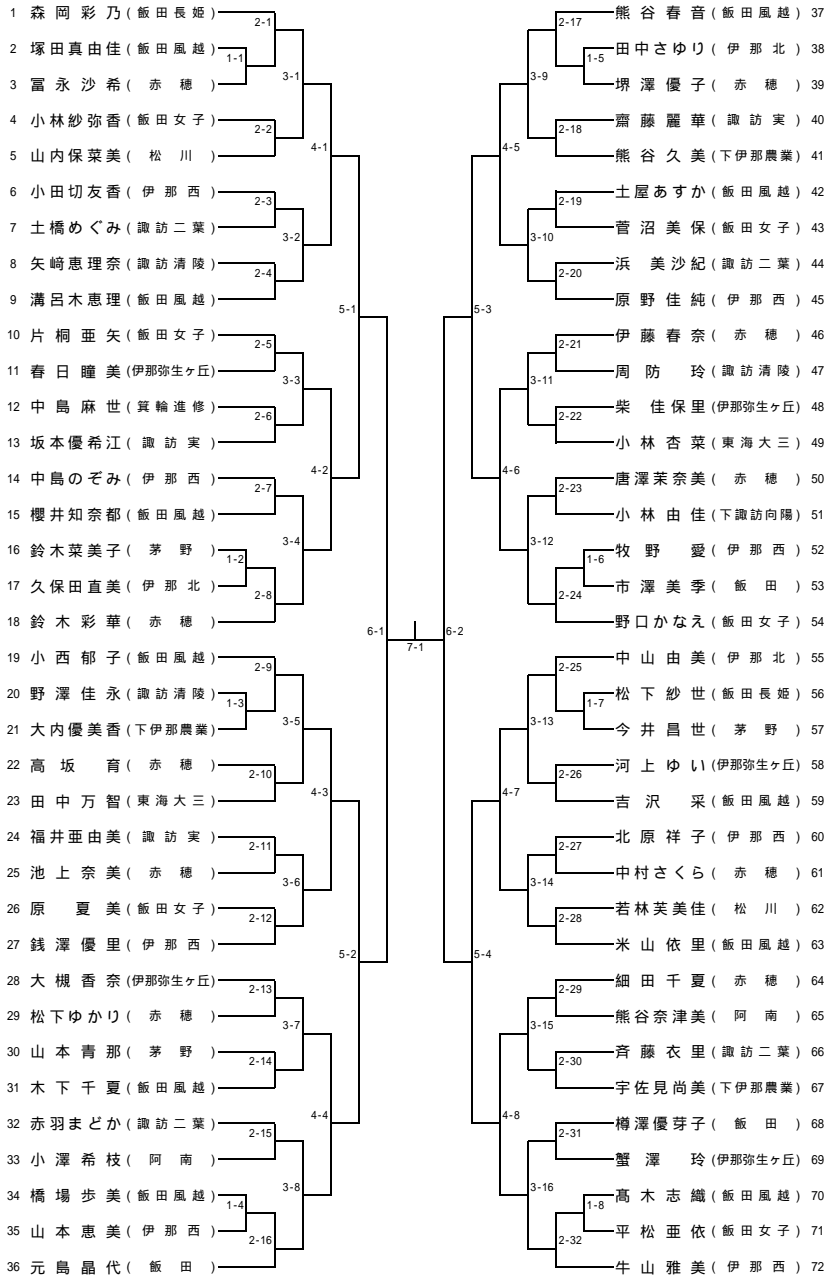 1 森岡彩乃 (飯田長姫)
2 塚田真由佳 (飯田風越)
3 冨永沙希 (赤穂)
4 小林紗弥香 (飯田女子)
5 山内保菜美 (松川)
6 小田切友香 (伊那西)
7 土橋めぐみ (諏訪二葉)
8 矢﨑恵理奈 (諏訪清陵)
9 溝呂木恵理 (飯田風越)
10 片桐亜矢 (飯田女子)
11 春日瞳美 (伊那弥生ヶ丘)
12 中島麻世 (箕輪進修)
13 坂本優希江 (諏訪実)
14 中島のぞみ (伊那西)
15 櫻井知奈都 (飯田風越)
16 鈴木菜美子 (茅野)
17 久保田直美 (伊那北)
18 鈴木彩華 (赤穂)
19 小西郁子 (飯田風越)
20 野澤佳永 (諏訪清陵)
21 大内優美香 (下伊那農業)
22 高坂育 (赤穂)
23 田中万智 (東海大三)
24 福井亜由美 (諏訪実)
25 池上奈美 (赤穂)
26 原夏美 (飯田女子)
27 銭澤優里 (伊那西)
28 大槻香奈 (伊那弥生ヶ丘)
29 松下ゆかり (赤穂)
30 山本青那 (茅野)
31 木下千夏 (飯田風越)
32 赤羽まどか (諏訪二葉)
33 小澤希枝 (阿南)
34 橋場歩美 (飯田風越)
35 山本恵美 (伊那西)
36 元島晶代 (飯田)
1-1
1-2
1-3
1-4
2-1
2-2
2-3
2-4
2-5
2-6
2-7
2-8
2-9
2-10
2-11
2-12
2-13
2-14
2-15
2-16
3-1
3-2
3-3
3-4
3-5
3-6
3-7
3-8
4-1
4-2
4-3
4-4
5-1
5-2
6-1
7-1
6-2
5-3
5-4
4-5
4-6
4-7
4-8
3-9
3-10
3-11
3-12
3-13
3-14
3-15
3-16
2-17
2-18
2-19
2-20
2-21
2-22
2-23
2-24
2-25
2-26
2-27
2-28
2-29
2-30
2-31
2-32
1-5
1-6
1-7
1-8
熊谷春音 (飯田風越) 37
田中さゆり (伊那北) 38
堺澤優子 (赤穂) 39
齋藤麗華 (諏訪実) 40
熊谷久美 (下伊那農業) 41
土屋あすか (飯田風越) 42
菅沼美保 (飯田女子) 43
浜美沙紀 (諏訪二葉) 44
原野佳純 (伊那西) 45
伊藤春奈 (赤穂) 46
周防玲 (諏訪清陵) 47
柴佳保里 (伊那弥生ヶ丘) 48
小林杏菜 (東海大三) 49
唐澤茉奈美 (赤穂) 50
小林由佳 (下諏訪向陽) 51
牧野愛 (伊那西) 52
市澤美季 (飯田) 53
野口かなえ (飯田女子) 54
中山由美 (伊那北) 55
松下紗世 (飯田長姫) 56
今井昌世 (茅野) 57
河上ゆい (伊那弥生ヶ丘) 58
吉沢采 (飯田風越) 59
北原祥子 (伊那西) 60
中村さくら (赤穂) 61
若林芙美佳 (松川) 62
米山依里 (飯田風越) 63
細田千夏 (赤穂) 64
熊谷奈津美 (阿南) 65
斉藤衣里 (諏訪二葉) 66
宇佐見尚美 (下伊那農業) 67
樽澤優芽子 (飯田) 68
蟹澤玲 (伊那弥生ヶ丘) 69
髙木志織 (飯田風越) 70
平松亜依 (飯田女子) 71
牛山雅美 (伊那西) 72